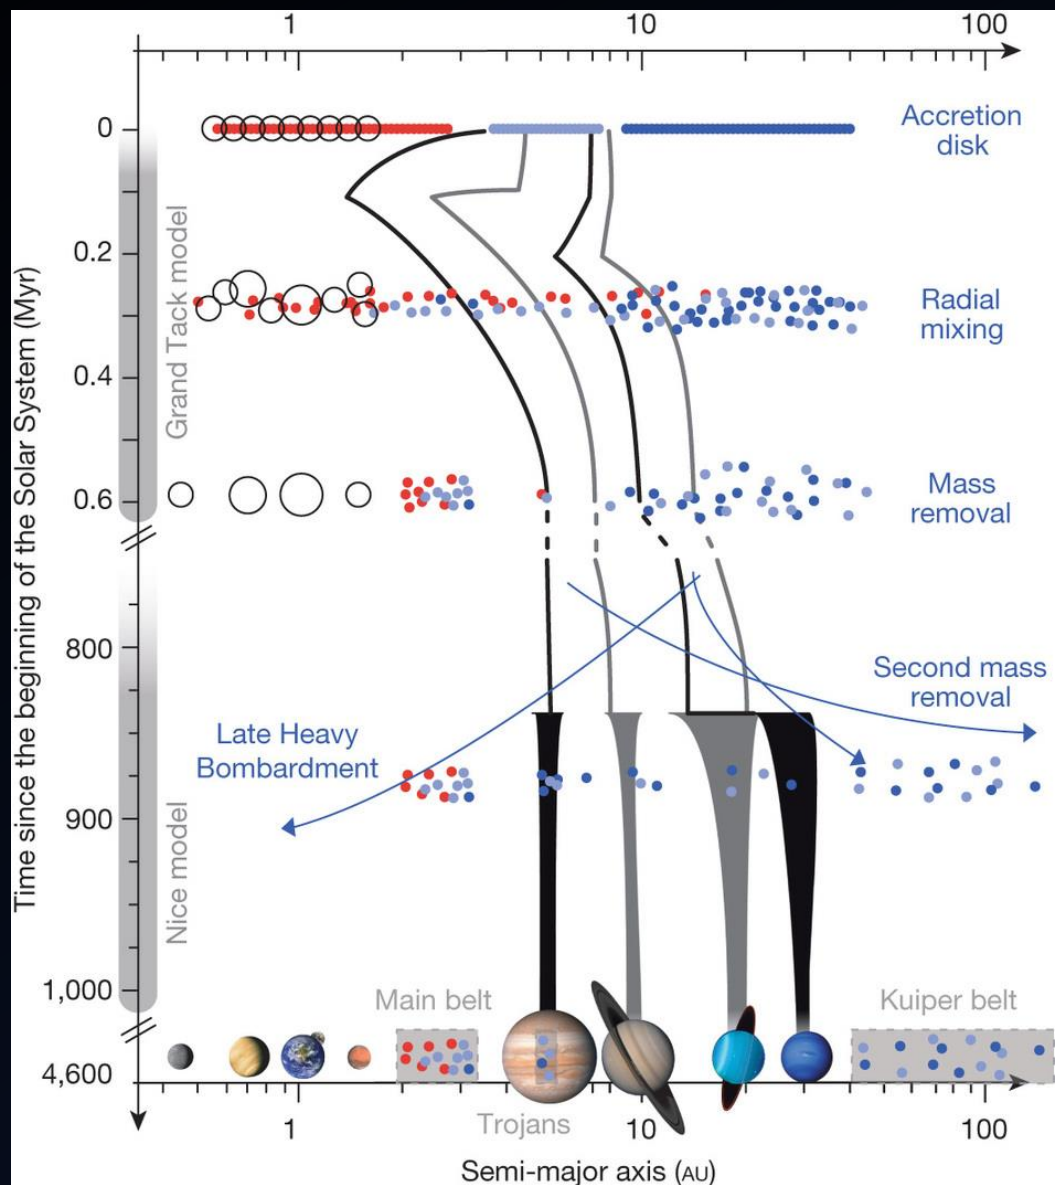 1
10
100
0
Accretion
disk
0.2
Radial
mixing
0.4
Grand Tack model
Mass
removal
0.6
Time since the beginning of the Solar System (Myr)
800
Second mass
removal
Late Heavy
Bombardment
900
Nice model
1,000
Main belt
Kuiper belt
4,600
Trojans
1
10
100
Semi-major axis (AU)